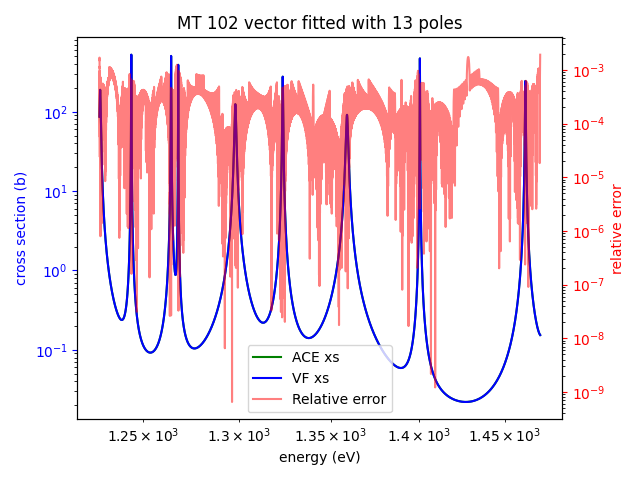 MT 102 vector fitted with 13 poles
10²
10¹
10⁰
10⁻¹
cross section (b)
10⁻³
10⁻⁴
10⁻⁵
10⁻⁶
10⁻⁷
10⁻⁸
10⁻⁹
relative error
ACE xs
VF xs
Relative error
1.25 × 10³ 1.3 × 10³ 1.35 × 10³ 1.4 × 10³ 1.45 × 10³
energy (eV)